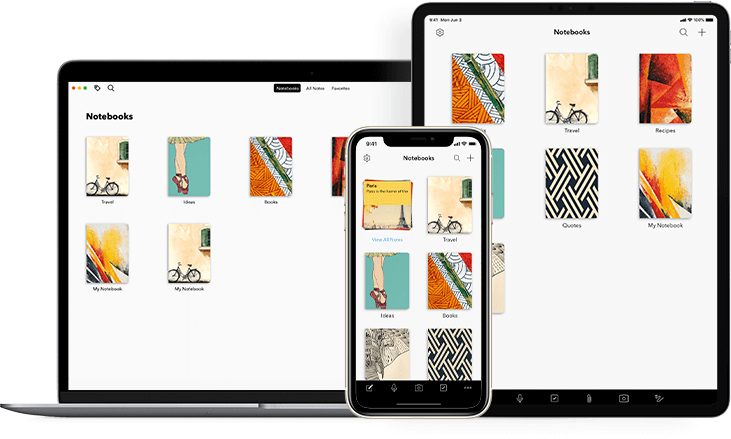 Notebooks
All Notes
Favorites
Notebooks
Travel
Ideas
Books
My Notebook
My Notebook
9:41
Notebooks
Paris
Paris is the home of the
View All Notes
Travel
Ideas
Books
9:41 Mon Jun 3
100%
Notebooks
Travel
Recipes
Quotes
My Notebook